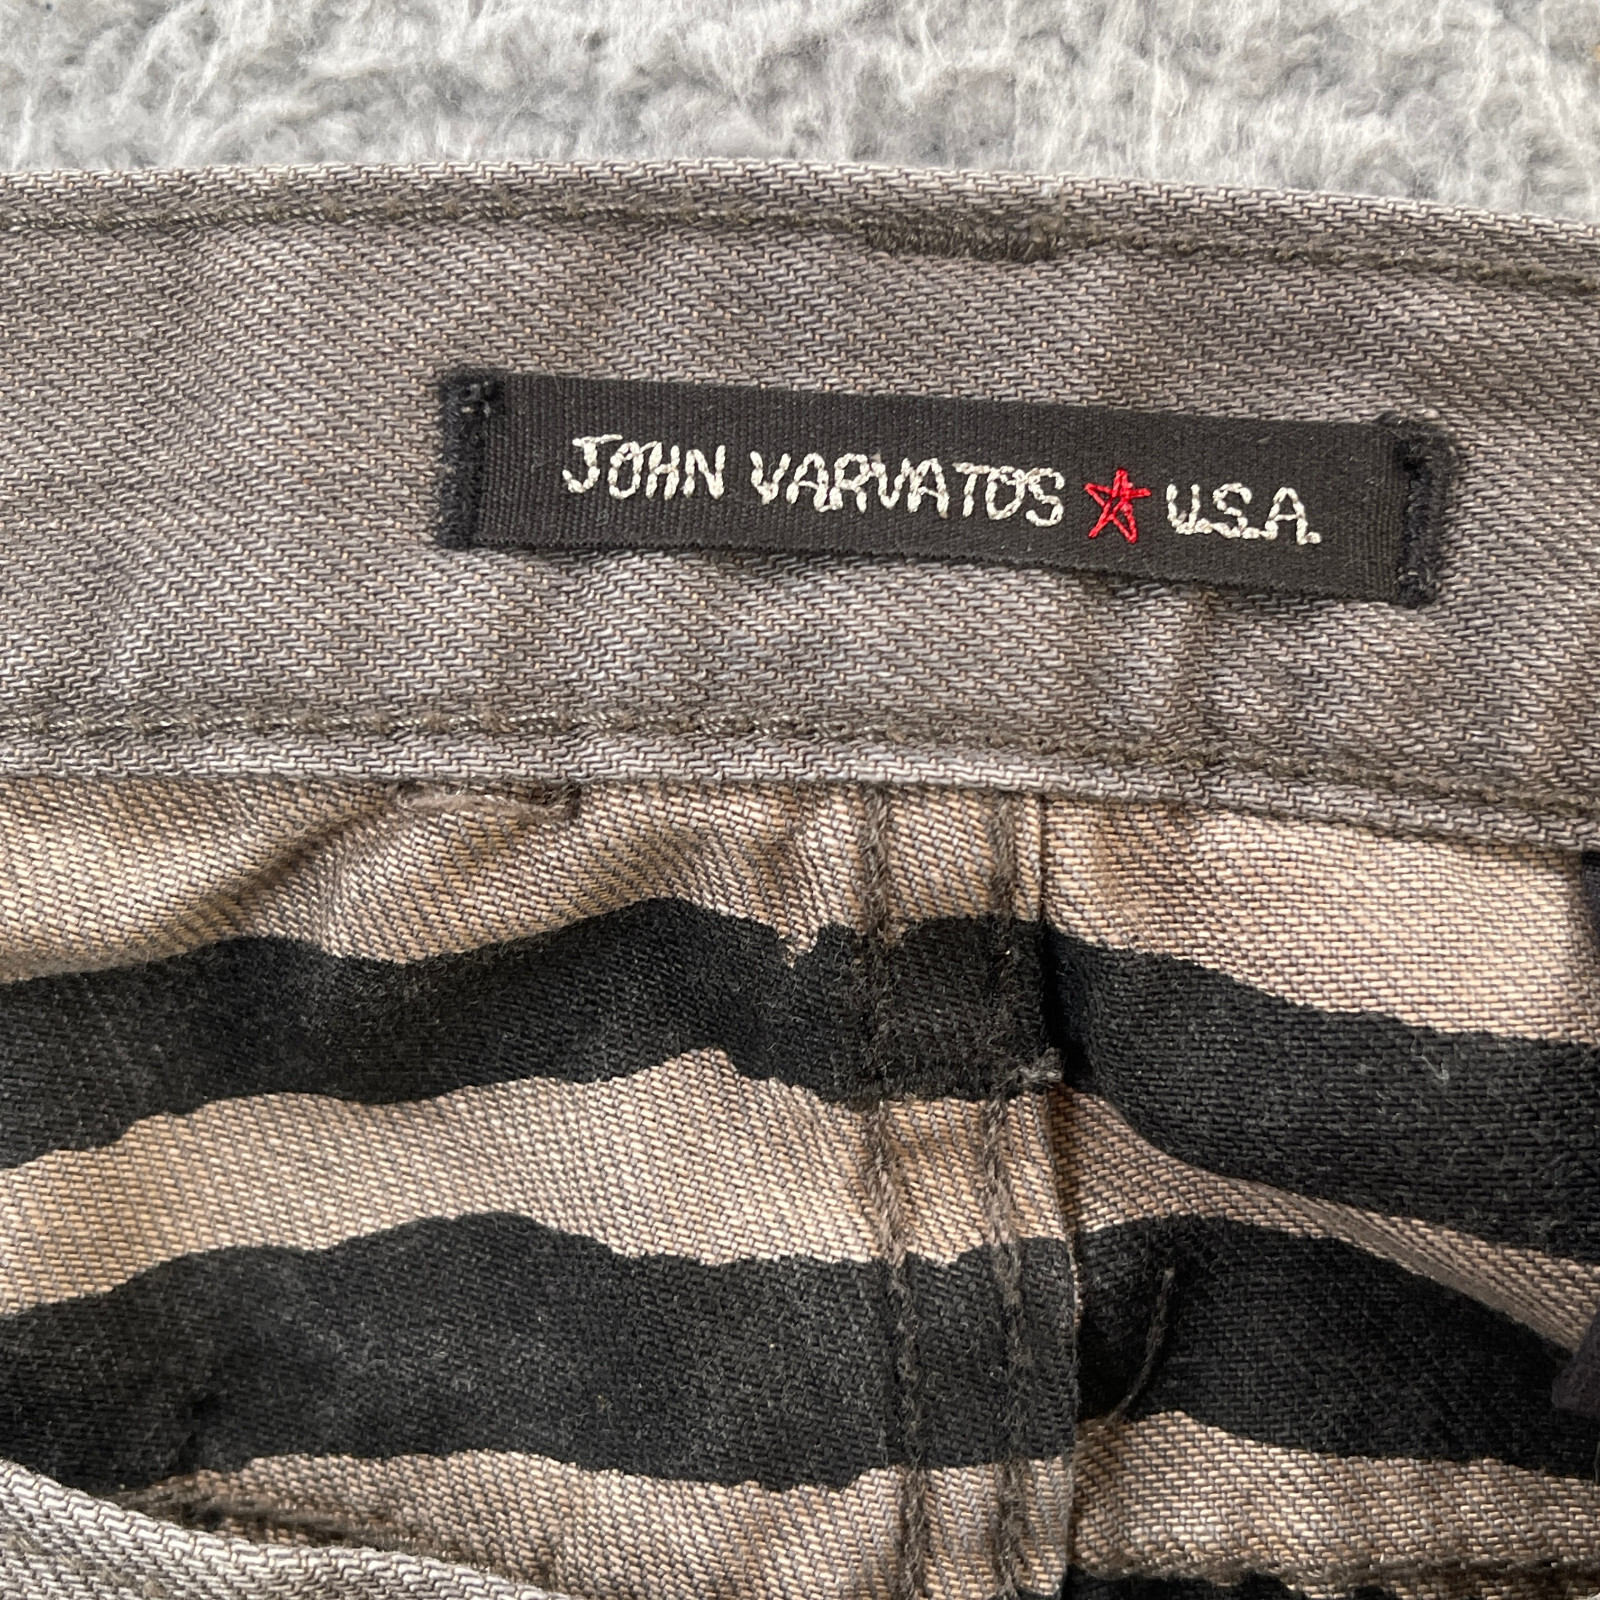 JOHN VARVATOS ☆ U.S.A.